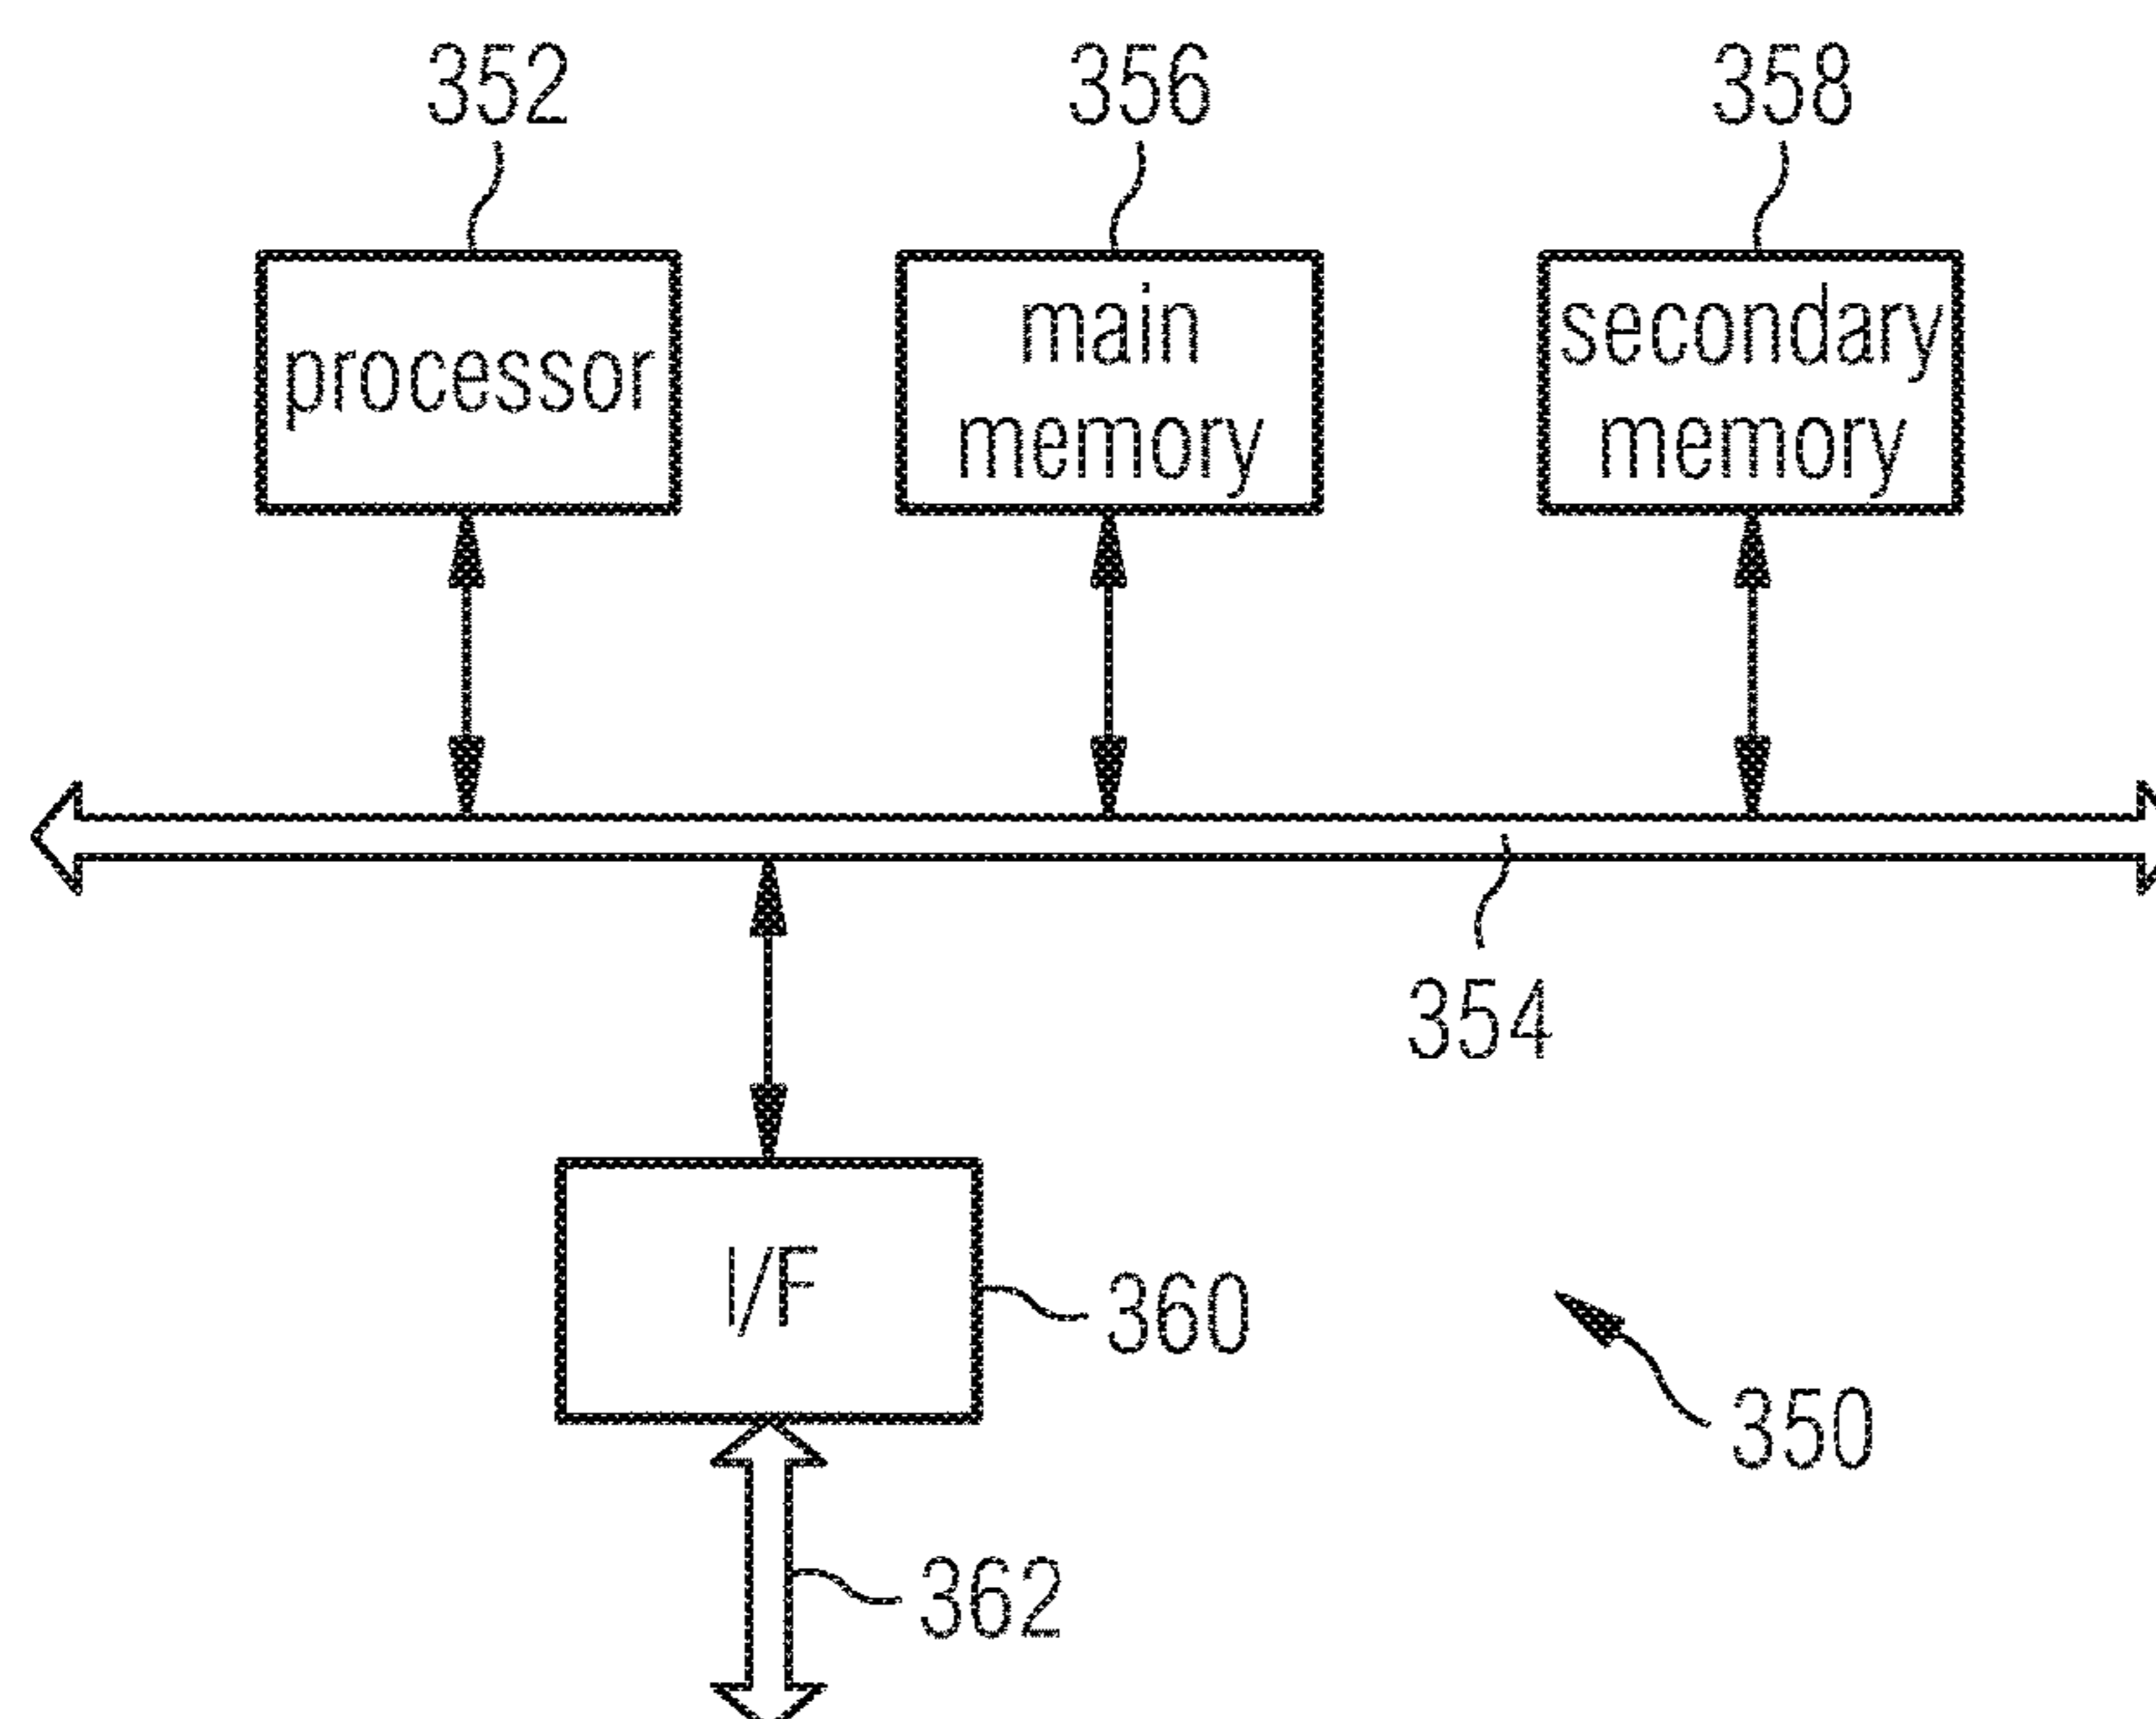 352
356
358
processor
main
memory
secondary
memory
354
I/F
360
350
362